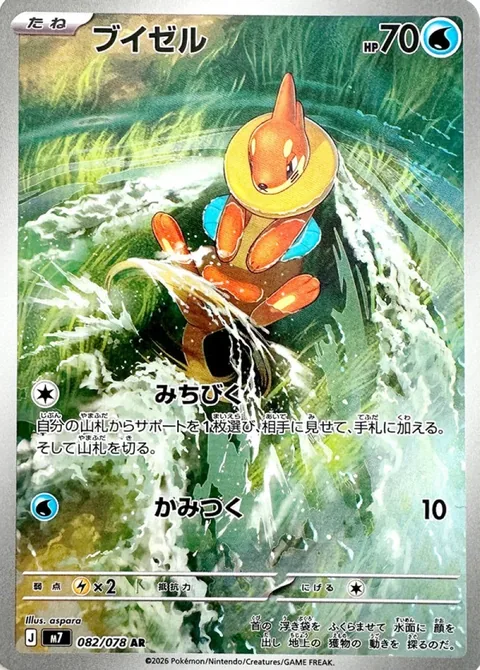 たね ブイゼル HP70
みちびく
自分の山札からサポートを1枚選び、相手に見せて、手札に加える。
そして山札を切る。
かみつく 10
弱点 ×2 抵抗力 にげる
Illus. aspara
J M7 082/078 AR
首の 浮き袋を ふくらませて 水面に 顔を
出し 地上の 獲物の 動きを 探るのだ。
©2026 Pokémon/Nintendo/Creatures/GAME FREAK.